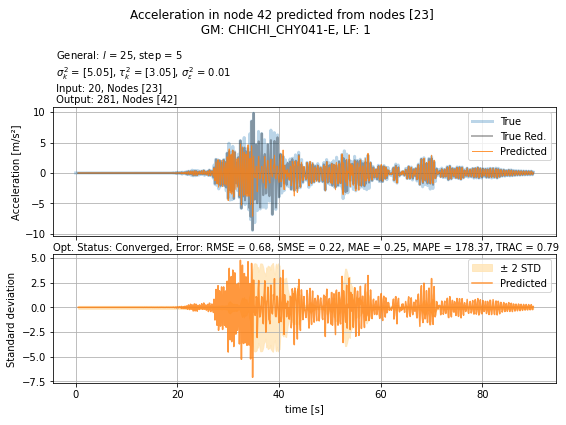 Acceleration in node 42 predicted from nodes [23]
GM: CHICHI_CHY041-E, LF: 1
General: l = 25, step = 5
σ²ₖ = [5.05], τ²ₖ = [3.05], σ²ε = 0.01
Input: 20, Nodes [23]
Output: 281, Nodes [42]
Acceleration [m/s²]
10
5
0
−5
−10
True
True Red.
Predicted
Opt. Status: Converged, Error: RMSE = 0.68, SMSE = 0.22, MAE = 0.25, MAPE = 178.37, TRAC = 0.79
Standard deviation
5.0
2.5
0.0
−2.5
−5.0
−7.5
± 2 STD
Predicted
0 20 40 60 80
time [s]